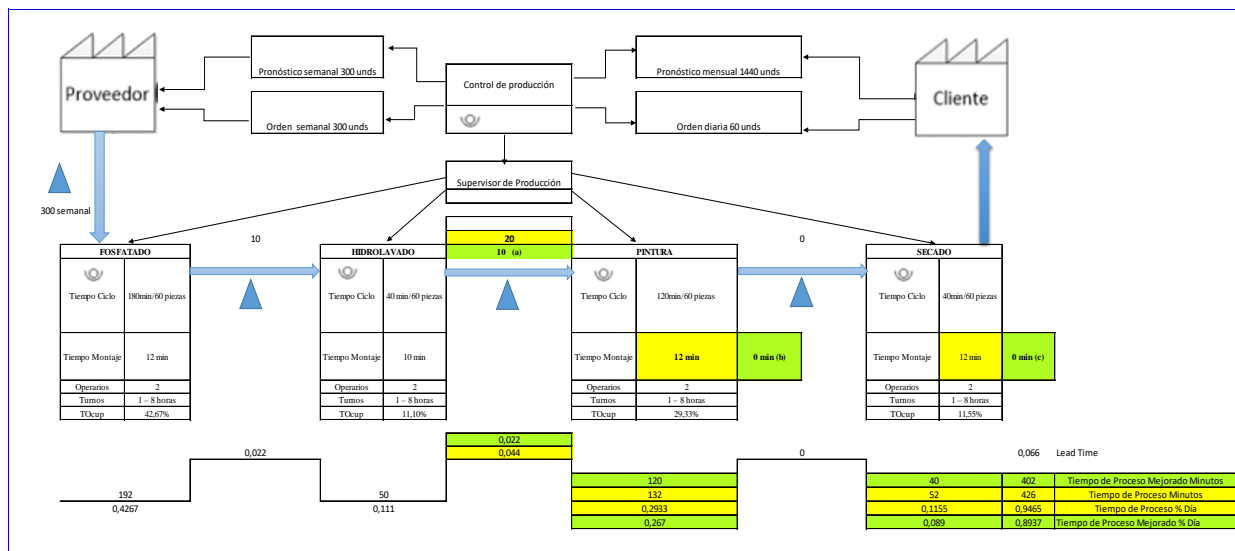 Proveedor
Pronóstico semanal 300 unds
Orden semanal 300 unds
Control de producción
Pronóstico mensual 1440 unds
Orden diaria 60 unds
Cliente
Supervisor de Producción
300 semanal
10
20
0
10 (a)
FOSFATADO
Tiempo Ciclo
180min/60 piezas
Tiempo Montaje
12 min
Operarios
2
Turnos
1 – 8 horas
TOcup
42,67%
HIDROLAVADO
Tiempo Ciclo
40 min/60 piezas
Tiempo Montaje
10 min
Operarios
2
Turnos
1 – 8 horas
TOcup
11,10%
PINTURA
Tiempo Ciclo
120min/60 piezas
Tiempo Montaje
12 min
0 min (b)
Operarios
2
Turnos
1 – 8 horas
TOcup
29,33%
SECADO
Tiempo Ciclo
40min/60 piezas
Tiempo Montaje
12 min
0 min (c)
Operarios
2
Turnos
1 – 8 horas
TOcup
11,55%
0,022
0,022
0,044
0
0,066 Lead Time
120
40 402 Tiempo de Proceso Mejorado Minutos
192
50
132
52 426 Tiempo de Proceso Minutos
0,4267
0,111
0,2933
0,1155 0,9465 Tiempo de Proceso % Día
0,267
0,089 0,8937 Tiempo de Proceso Mejorado % Día